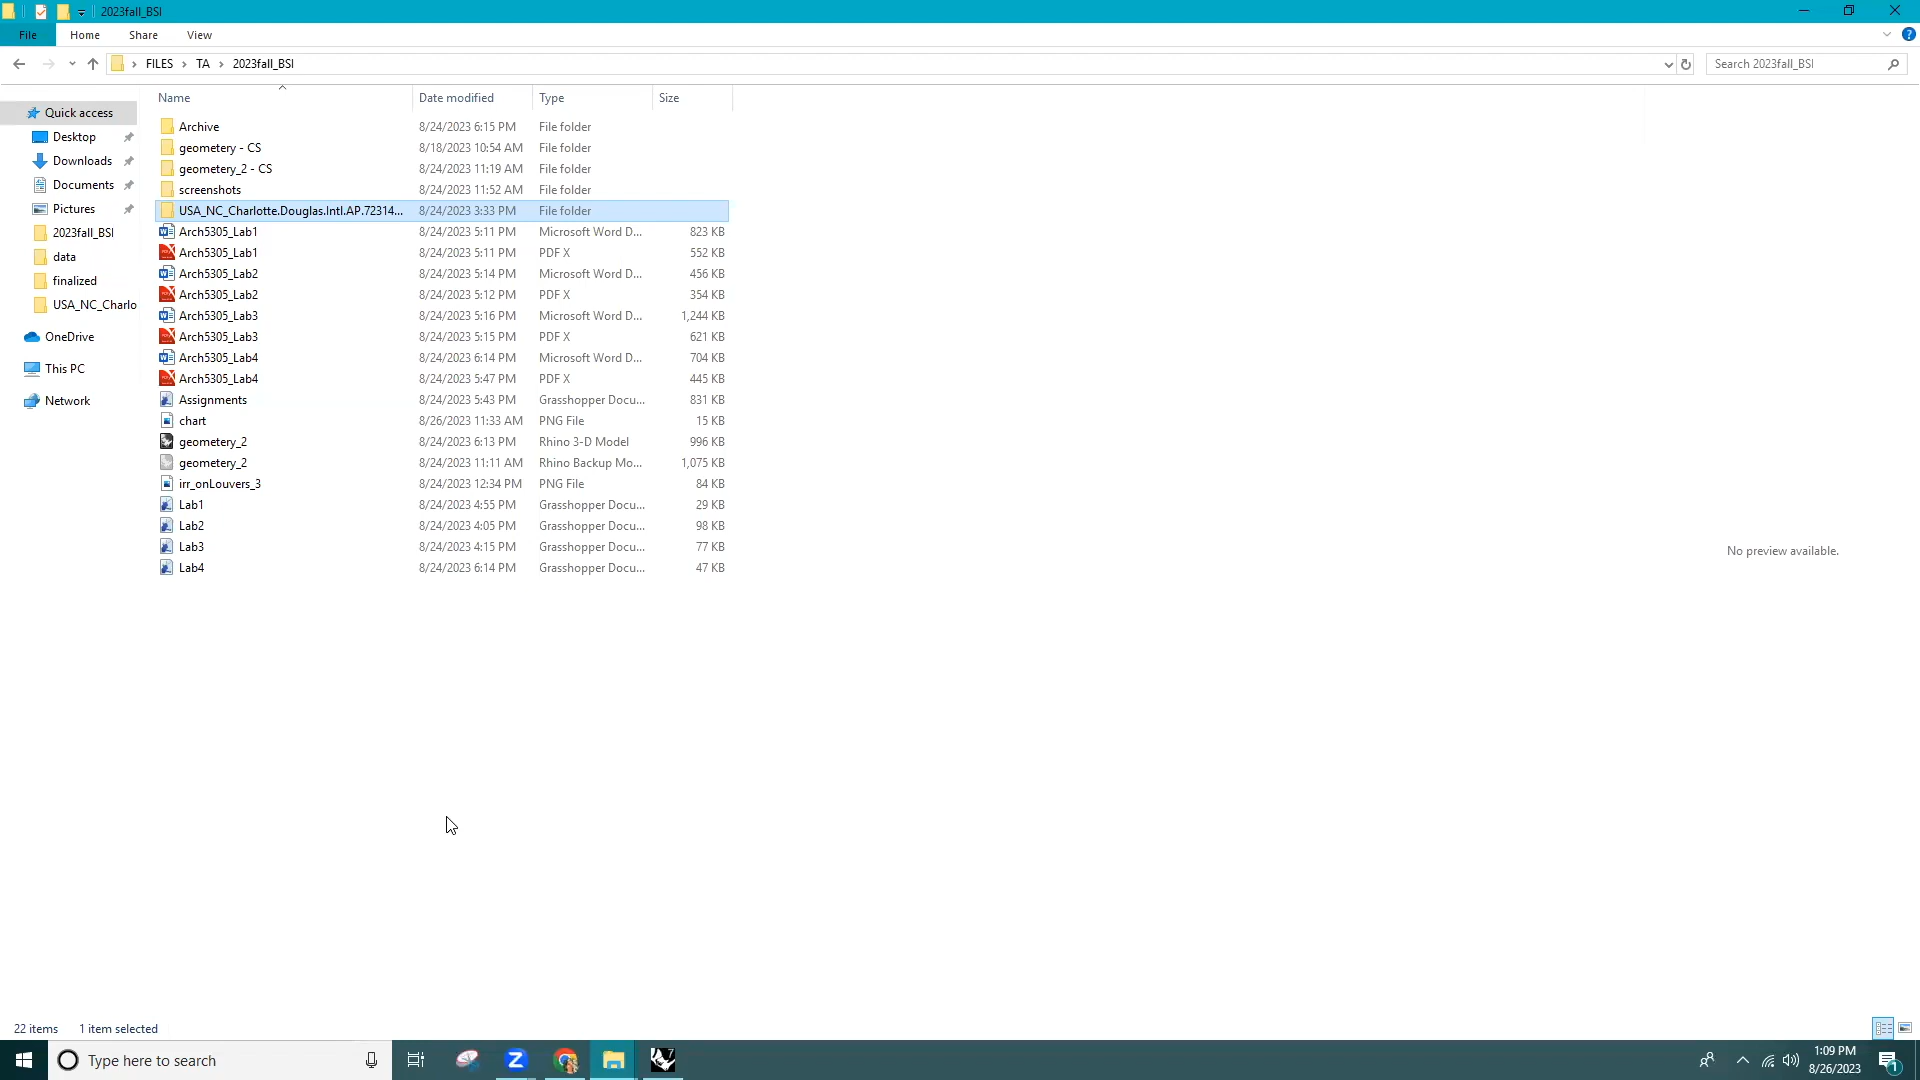 2023fall_BSI
File Home Share View
FILES TA 2023fall_BSI Search 2023fall_BSI
Name Date modified Type Size
Quick access
Desktop
Downloads
Documents
Pictures
2023fall_BSI
data
finalized
USA_NC_Charlo
OneDrive
This PC
Network
Archive 8/24/2023 6:15 PM File folder
geometery - CS 8/18/2023 10:54 AM File folder
geometery_2 - CS 8/24/2023 11:19 AM File folder
screenshots 8/24/2023 11:52 AM File folder
USA_NC_Charlotte.Douglas.Intl.AP.72314... 8/24/2023 3:33 PM File folder
Arch5305_Lab1 8/24/2023 5:11 PM Microsoft Word D... 823 KB
Arch5305_Lab1 8/24/2023 5:11 PM PDF X 552 KB
Arch5305_Lab2 8/24/2023 5:14 PM Microsoft Word D... 456 KB
Arch5305_Lab2 8/24/2023 5:12 PM PDF X 354 KB
Arch5305_Lab3 8/24/2023 5:16 PM Microsoft Word D... 1,244 KB
Arch5305_Lab3 8/24/2023 5:15 PM PDF X 621 KB
Arch5305_Lab4 8/24/2023 6:14 PM Microsoft Word D... 704 KB
Arch5305_Lab4 8/24/2023 5:47 PM PDF X 445 KB
Assignments 8/24/2023 5:43 PM Grasshopper Docu... 831 KB
chart 8/26/2023 11:33 AM PNG File 15 KB
geometery_2 8/24/2023 6:13 PM Rhino 3-D Model 996 KB
geometery_2 8/24/2023 11:11 AM Rhino Backup Mo... 1,075 KB
irr_onLouvers_3 8/24/2023 12:34 PM PNG File 84 KB
Lab1 8/24/2023 4:55 PM Grasshopper Docu... 29 KB
Lab2 8/24/2023 4:05 PM Grasshopper Docu... 98 KB
Lab3 8/24/2023 4:15 PM Grasshopper Docu... 77 KB
Lab4 8/24/2023 6:14 PM Grasshopper Docu... 47 KB
No preview available.
22 items 1 item selected
Type here to search
1:09 PM
8/26/2023
1